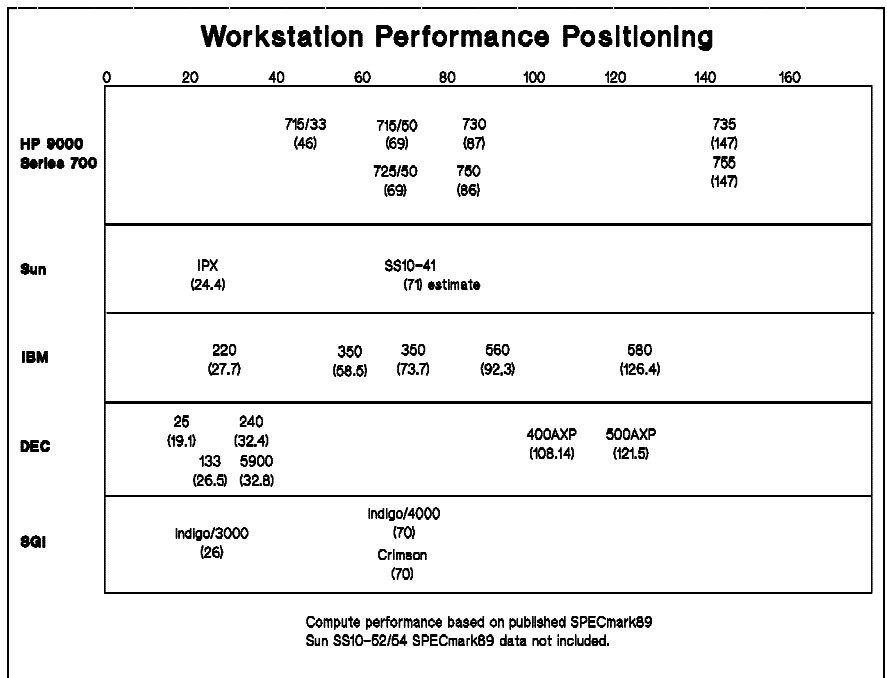 Workstation Performance Positioning
0 20 40 60 80 100 120 140 160
HP 9000
Series 700
715/33 715/50 730 735
(46) (69) (87) (147)
725/50 750 755
(69) (86) (147)
Sun
IPX SS10-41
(24.4) (71) estimate
IBM
220 350 350 560 580
(27.7) (58.5) (73.7) (92.3) (126.4)
DEC
25 240 400AXP 500AXP
(19.1) (32.4) (108.14) (121.5)
133 5900
(26.5) (32.8)
SGI
Indigo/3000 Indigo/4000
(26) (70)
Crimson
(70)
Compute performance based on published SPECmark89
Sun SS10-52/54 SPECmark89 data not included.